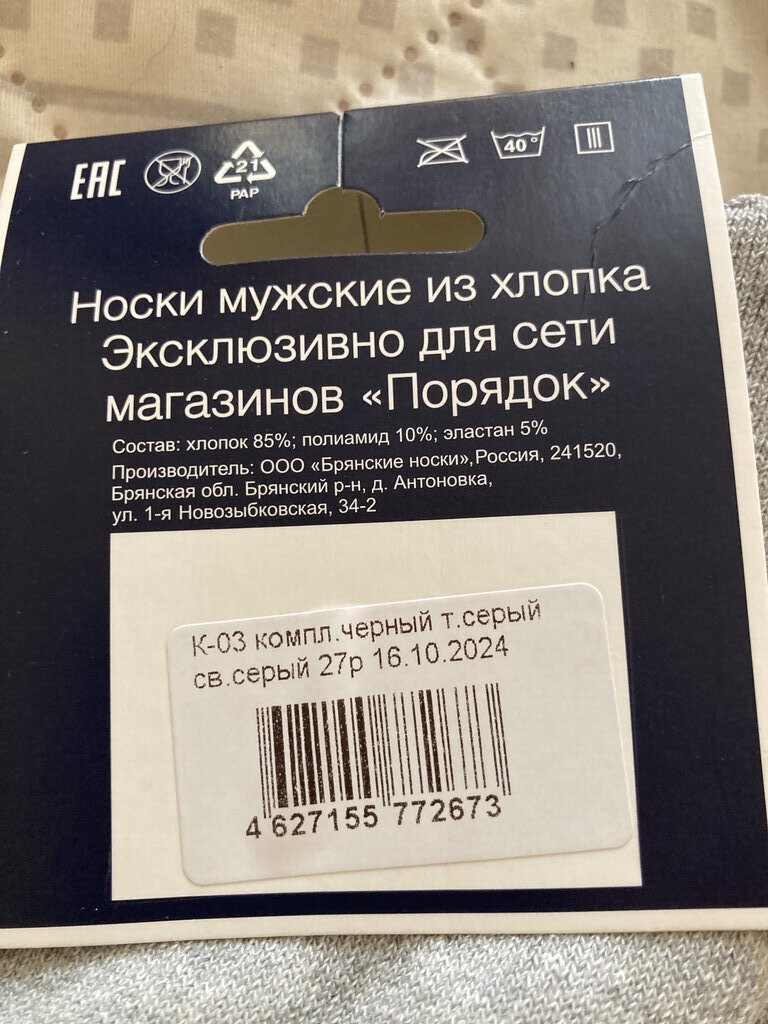 EAC
21
PAP
40°
Носки мужские из хлопка
Эксклюзивно для сети
магазинов «Порядок»
Состав: хлопок 85%; полиамид 10%; эластан 5%
Производитель: ООО «Брянские носки»,Россия, 241520,
Брянская обл. Брянский р-н, д. Антоновка,
ул. 1-я Новозыбковская, 34-2
К-03 компл.черный т.серый
св.серый 27р 16.10.2024
4 627155 772673